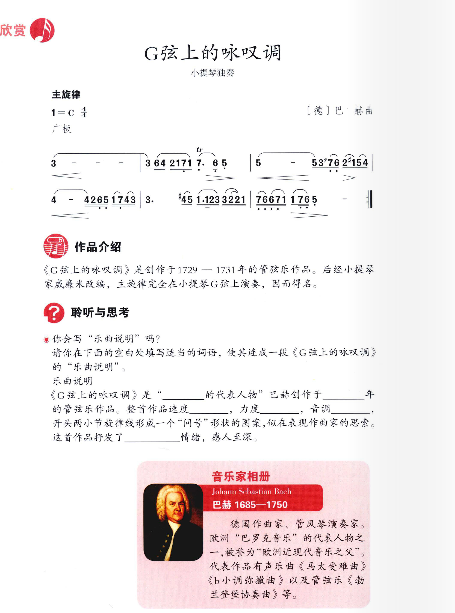 欣赏
G弦上的咏叹调
小提琴独奏
主旋律
1=C 4/4
广板
[德]巴 赫曲
3 - - - | 3 64 2171 7. 6 5 | 5 - 53#76 2#154
4 - 4265 1743 | 3. #45 1.123 3221 | 76671 1765 -
作品介绍
《G弦上的咏叹调》是创作于1729 — 1731年的管弦乐作品。后经小提琴
家威廉米改编，主旋律完全在小提琴G弦上演奏，因而得名。
聆听与思考
你会写“乐曲说明”吗?
请你在下面的空白处填写适当的词语，使其连成一段《G弦上的咏叹调》
的“乐曲说明”。
乐曲说明
《G弦上的咏叹调》是“________的代表人物”巴赫创作于________年
的管弦乐作品。整个作品速度_______，力度_______，音调_______，
开头两小节旋律线形成一个“问号”形状的图案，似在表现作曲家的思索。
这首作品抒发了__________情绪，感人至深。
音乐家相册
Johann Sebastian Bach
巴赫 1685—1750
德国作曲家、管风琴演奏家。
欧洲“巴罗克音乐”的代表人物之
一，被誉为“欧洲近现代音乐之父”。
代表作品有声乐曲《马太受难曲》
《b小调弥撒曲》以及管弦乐《勃
兰登堡协奏曲》等。